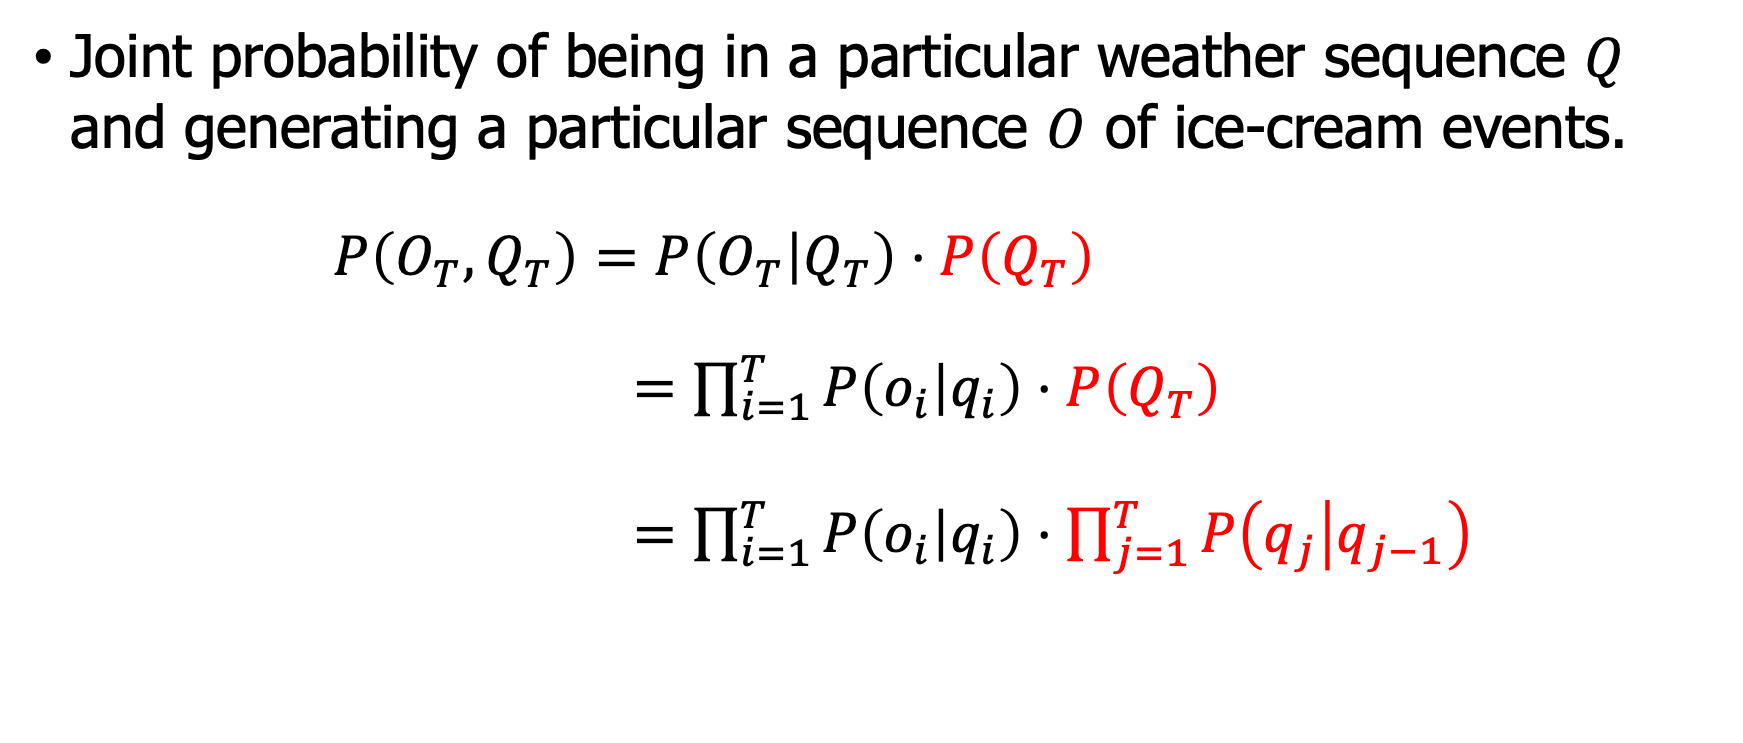 • Joint probability of being in a particular weather sequence Q
and generating a particular sequence O of ice-cream events.
P(O_T, Q_T) = P(O_T|Q_T) · P(Q_T)
= ∏_{i=1}^{T} P(o_i|q_i) · P(Q_T)
= ∏_{i=1}^{T} P(o_i|q_i) · ∏_{j=1}^{T} P(q_j|q_{j−1})